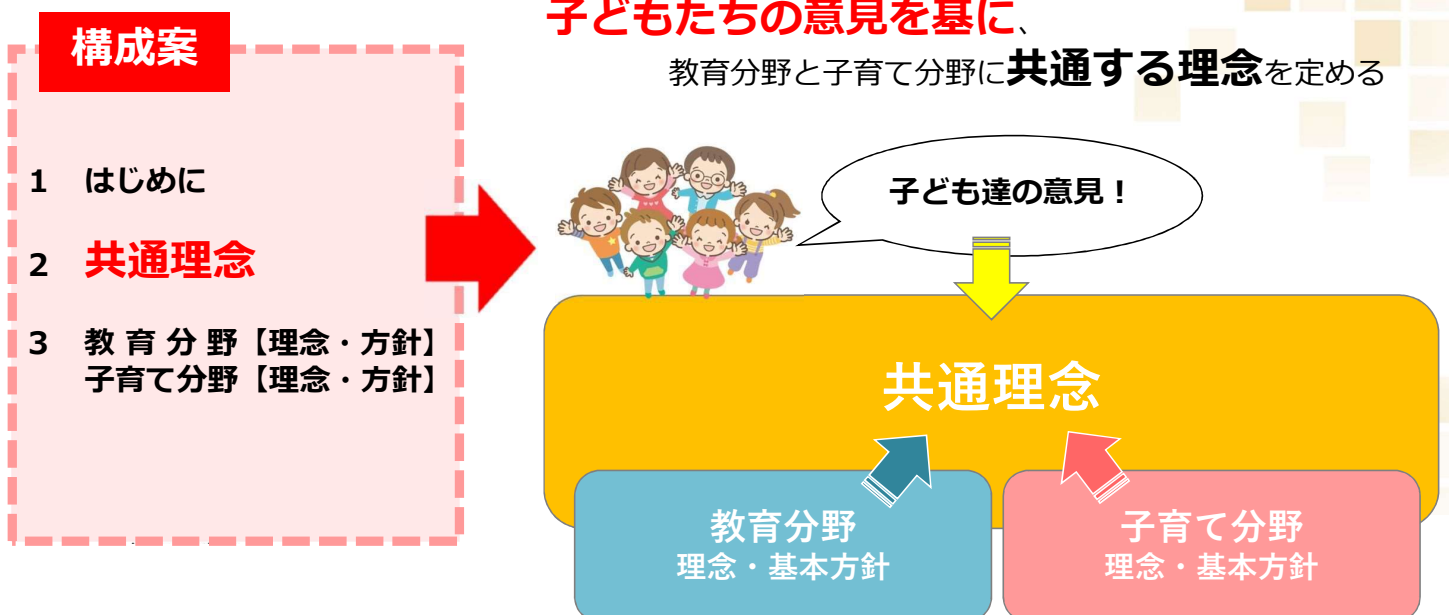 構成案
1 はじめに
2 共通理念
3 教育分野【理念・方針】
子育て分野【理念・方針】
子どもたちの意見を基に、
教育分野と子育て分野に共通する理念を定める
子ども達の意見！
共通理念
教育分野
理念・基本方針
子育て分野
理念・基本方針